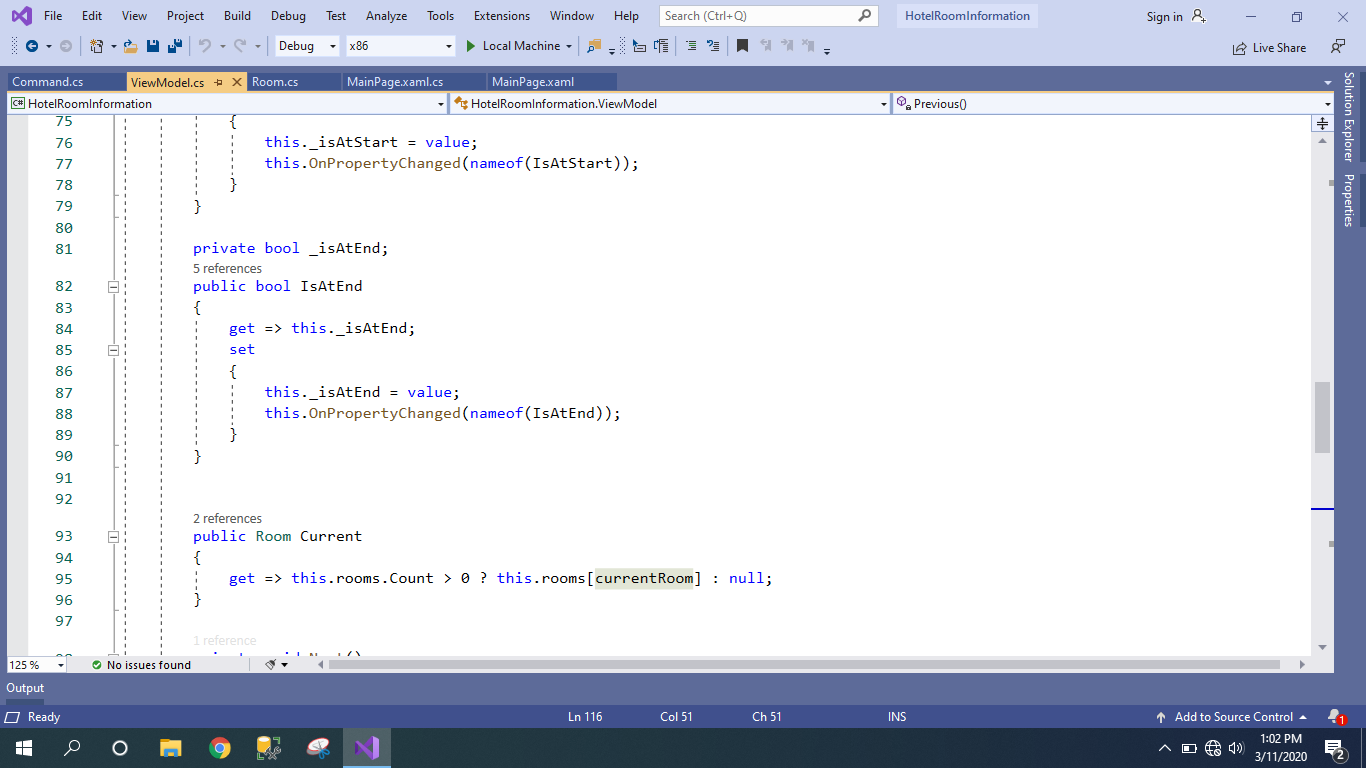 File Edit View Project Build Debug Test Analyze Tools Extensions Window Help Search (Ctrl+Q) HotelRoomInformation Sign in
Debug x86 Local Machine Live Share
Command.cs ViewModel.cs Room.cs MainPage.xaml.cs MainPage.xaml
C# HotelRoomInformation HotelRoomInformation.ViewModel Previous()
Solution Explorer
Properties
75 {
76 this._isAtStart = value;
77 this.OnPropertyChanged(nameof(IsAtStart));
78 }
79 }
80
81 private bool _isAtEnd;
5 references
82 public bool IsAtEnd
83 {
84 get => this._isAtEnd;
85 set
86 {
87 this._isAtEnd = value;
88 this.OnPropertyChanged(nameof(IsAtEnd));
89 }
90 }
91
92
2 references
93 public Room Current
94 {
95 get => this.rooms.Count > 0 ? this.rooms[currentRoom] : null;
96 }
97
1 reference
125 % No issues found
Output
Ready Ln 116 Col 51 Ch 51 INS Add to Source Control 1
1:02 PM
3/11/2020
2